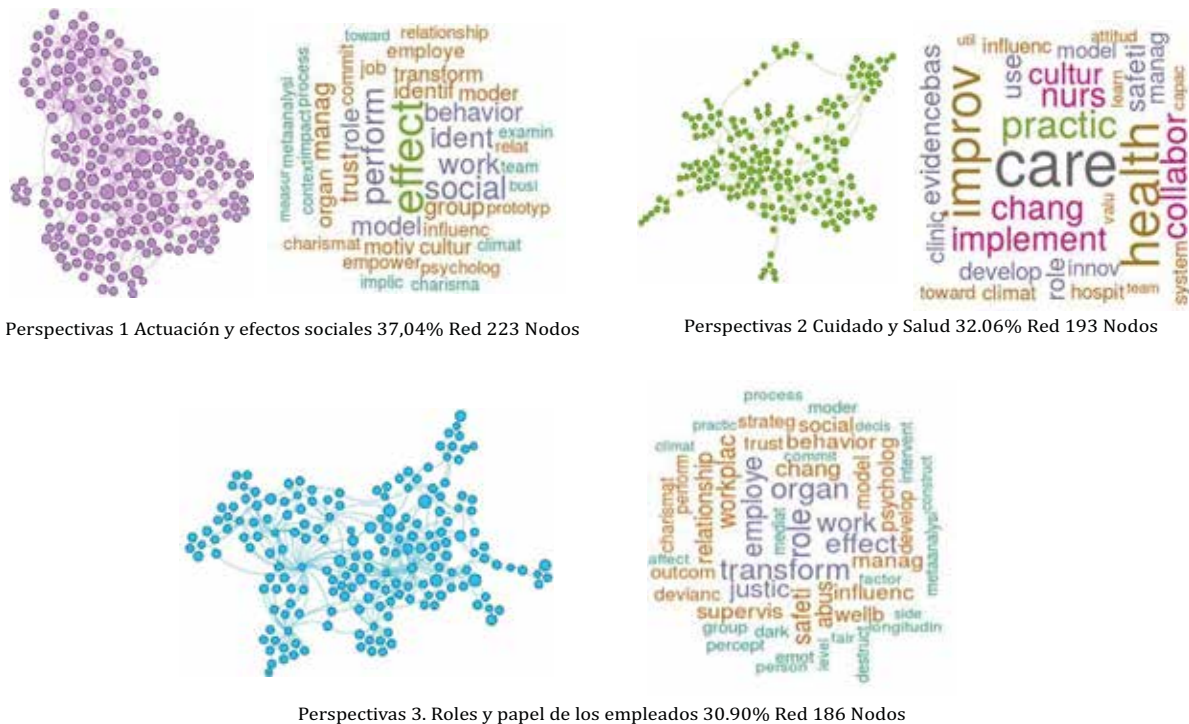 toward relationship
employe
job
transform
identif moder
behavior
ident examin
relat
work team
social busi
group prototyp
effect
perform
role commit
trust
manag
organ
process
impact
context
metaanalysi
measur
model influenc
charismat motiv cultur climat
empower psycholog
implic charisma
Perspectivas 1 Actuación y efectos sociales 37,04% Red 223 Nodos
util influenc attitud
model
use cultur
nurs learn
safeti
manag
capac
practic
care
improv
evidencebas
clinic
chang valu
implement
health
collabor
system
develop role innov
toward climat hospit team
Perspectivas 2 Cuidado y Salud 32.06% Red 193 Nodos
process
moder
practic strateg social decis
climat trust behavior
commit
chang
organ
employe
workplac
relationship
perform
charismat
mediat
role
work
effect
model
psycholog
develop
intervent
construct
metaanalysi
affect
outcom transform manag
factor
devianc justic influenc
supervis safeti abus wellb
side
group dark longitudin
percept emot level fair
person destruct
Perspectivas 3. Roles y papel de los empleados 30.90% Red 186 Nodos